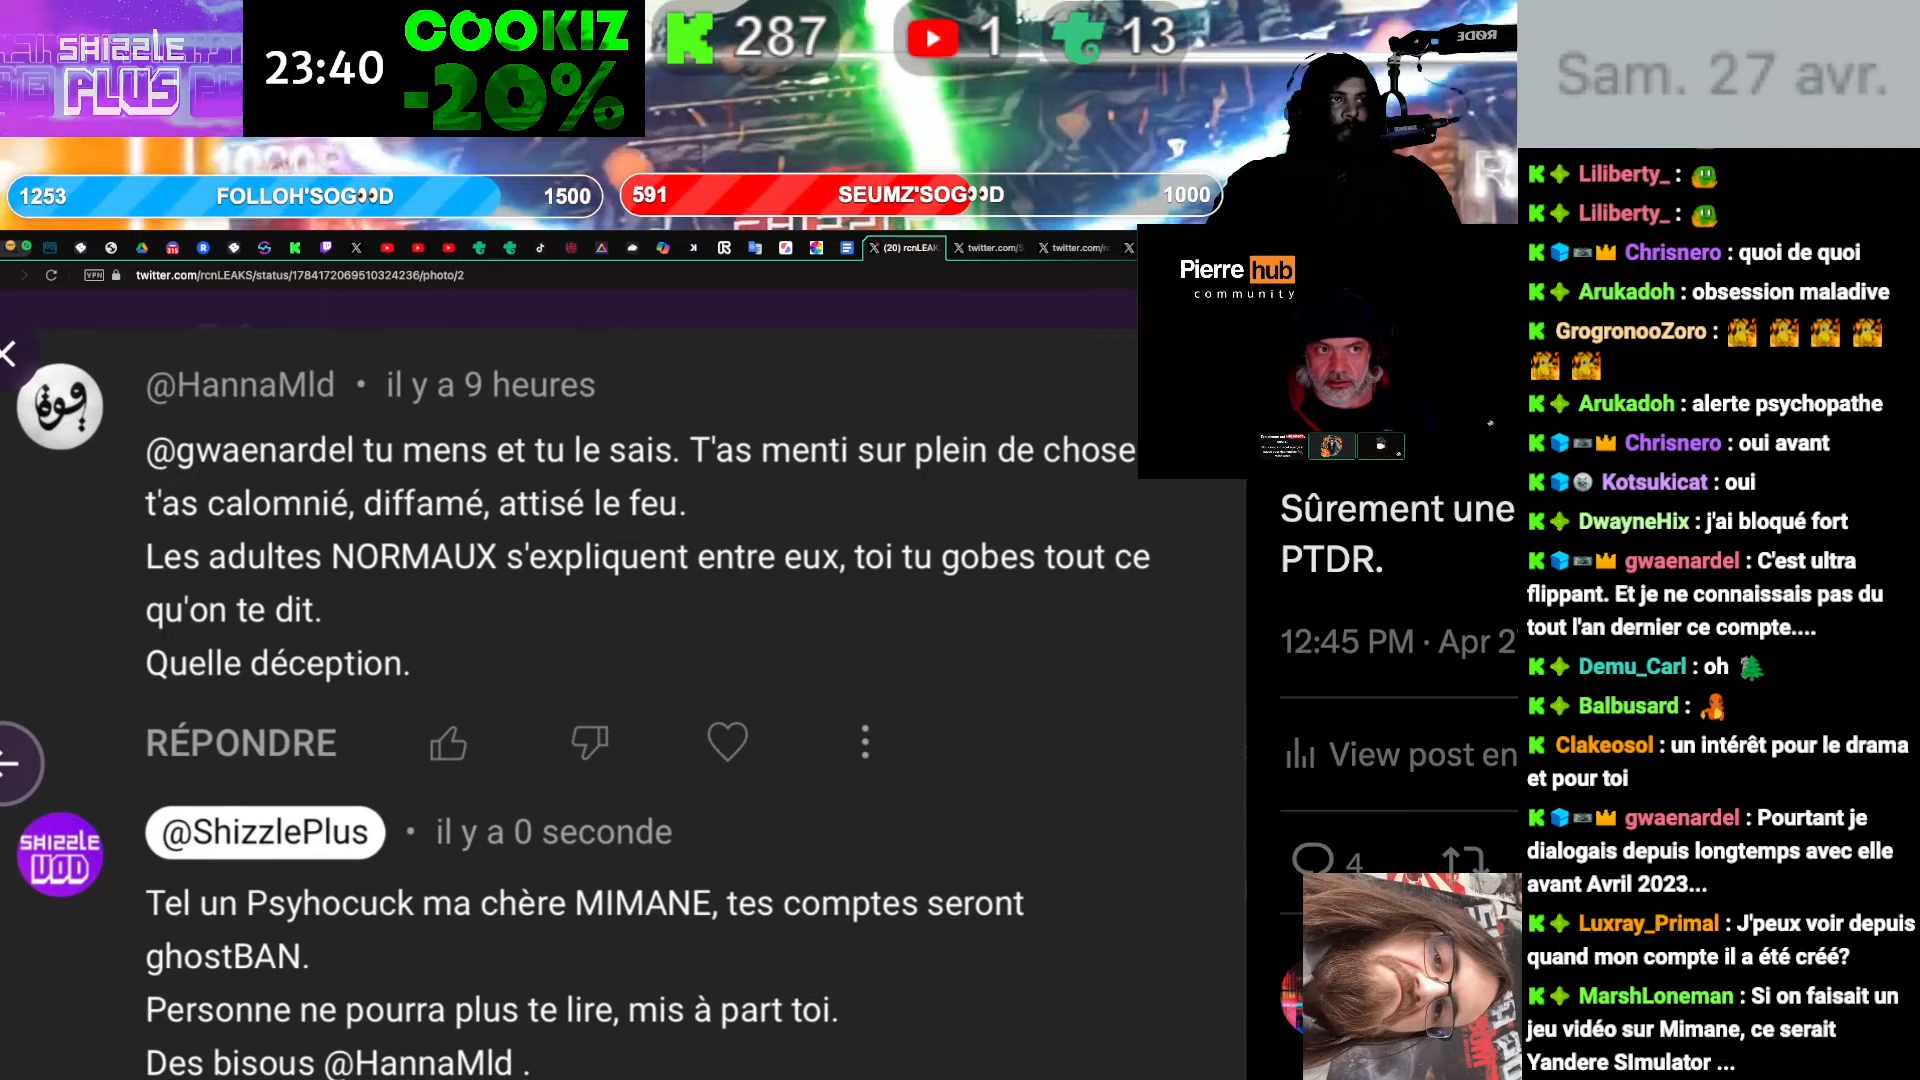 SHIZZLE
PLUS
23:40
COOKIZ
-20%
287
1
13
RØDE
Sam. 27 avr.
1253
FOLLOH'SOG👀D
1500
591
SEUMZ'SOG👀D
1000
(20) rcnLEAK
twitter.com/S
twitter.com/r
VPN
twitter.com/rcnLEAKS/status/1784172069510324236/photo/2
Pierre hub
community
@HannaMld • il y a 9 heures
@gwaenardel tu mens et tu le sais. T'as menti sur plein de chose
t'as calomnié, diffamé, attisé le feu.
Les adultes NORMAUX s'expliquent entre eux, toi tu gobes tout ce
qu'on te dit.
Quelle déception.
RÉPONDRE
SHIZZLE
VOD
@ShizzlePlus • il y a 0 seconde
Tel un Psyhocuck ma chère MIMANE, tes comptes seront
ghostBAN.
Personne ne pourra plus te lire, mis à part toi.
Des bisous @HannaMld .
Sûrement une
PTDR.
12:45 PM · Apr 2
View post en
4
Liliberty_ :
Liliberty_ :
Chrisnero : quoi de quoi
Arukadoh : obsession maladive
GrogronooZoro :
Arukadoh : alerte psychopathe
Chrisnero : oui avant
Kotsukicat : oui
DwayneHix : j'ai bloqué fort
gwaenardel : C'est ultra
flippant. Et je ne connaissais pas du
tout l'an dernier ce compte....
Demu_Carl : oh 🌲
Balbusard :
Clakeosol : un intérêt pour le drama
et pour toi
gwaenardel : Pourtant je
dialogais depuis longtemps avec elle
avant Avril 2023...
Luxray_Primal : J'peux voir depuis
quand mon compte il a été créé?
MarshLoneman : Si on faisait un
jeu vidéo sur Mimane, ce serait
Yandere SImulator ...